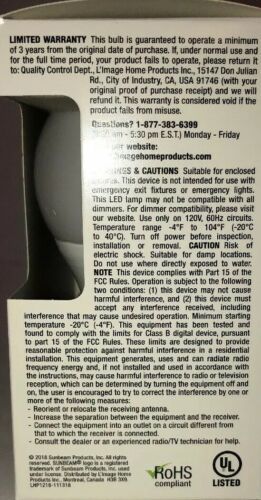 LIMITED WARRANTY This bulb is guaranteed to operate a minimum
of 3 years from the original date of purchase. If, under normal use and
for the full time period, your product fails to operate, please return it
to: Quality Control Dept., L'Image Home Products Inc., 15147 Don Julian
Rd., City of Industry, CA, USA 91746 (with your
original proof of purchase receipt) and we will
refund it. This warranty is considered void if the
product fails from misuse.
Questions? 1-877-383-6399
am - 5:30 pm E.S.T.) Monday - Friday
r website:
magehomeproducts.com
GS & CAUTIONS Suitable for enclosed
ures. This device is not intended for use with
emergency exit fixtures or emergency lights.
This LED lamp may not be compatible with all
dimmers. For dimmer compatibility, please visit
our website. Use only on 120V, 60Hz circuits.
Temperature range -4°F to 104°F (-20°C
to 40°C). Turn off power before inspection,
installation or removal. CAUTION Risk of
electric shock. Suitable for damp locations.
Do not use where directly exposed to water.
NOTE This device complies with Part 15 of the
FCC Rules. Operation is subject to the following
two conditions: (1) this device may not cause
harmful interference, and (2) this device must
accept any interference received, including
interference that may cause undesired operation. Minimum starting
temperature -20°C (-4°F). This equipment has been tested and
found to comply with the limits for Class B digital device, pursuant
to part 15 of the FCC Rules. These limits are designed to provide
reasonable protection against harmful interference in a residential
installation. This equipment generates, uses and can radiate radio
frequency energy and, if not installed and used in accordance with
the instructions, may cause harmful interference to radio or television
reception, which can be determined by turning the equipment off and
on, the user is encouraged to try to correct the interference by one or
more of the following measures:
- Reorient or relocate the receiving antenna.
- Increase the separation between the equipment and the receiver.
- Connect the equipment into an outlet on a circuit different from
that to which the receiver is connected.
- Consult the dealer or an experienced radio/TV technician for help.
© 2018 Sunbeam Products, Inc. All Rights
Reserved. SUNBEAM® logo is a registered
trademark of Sunbeam Products, Inc. used
under license. Distributed by L'Image Home
Products Inc., Montreal, Canada H3B 3X9.
LHP1218-111318
RoHS
compliant
UL
LISTED